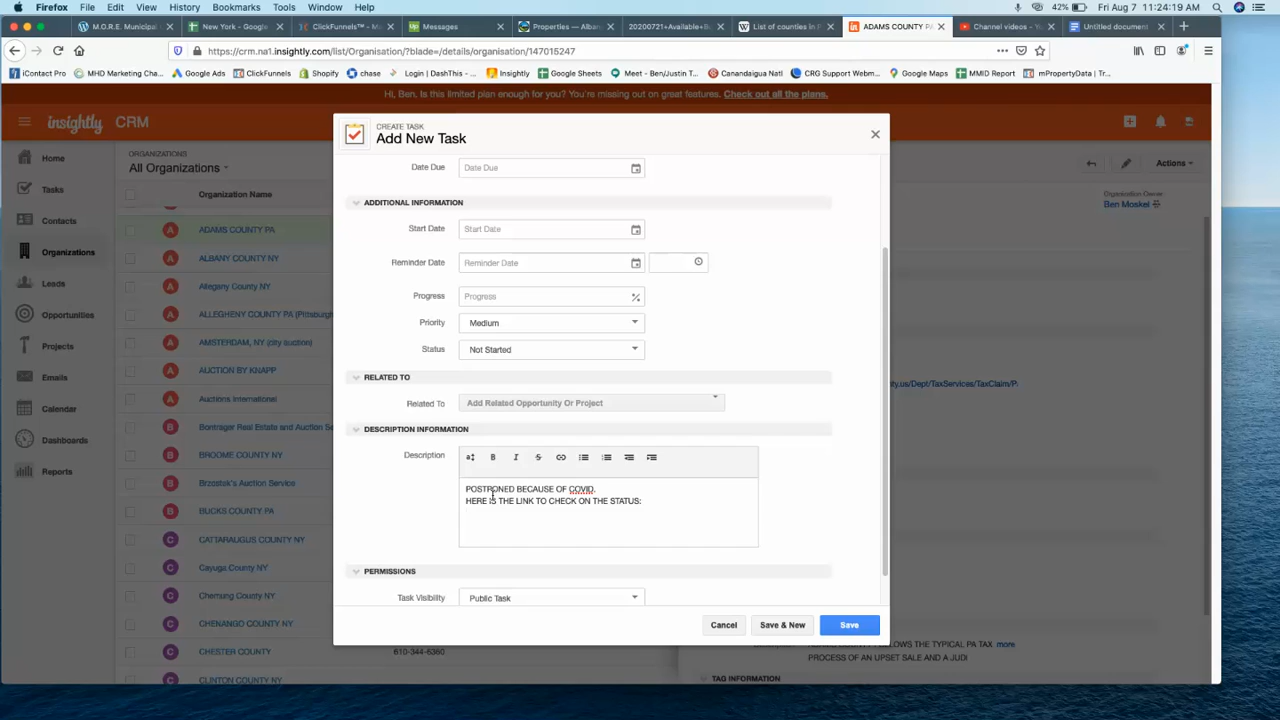 Firefox File Edit View History Bookmarks Tools Window Help 42% Fri Aug 7 11:24:19 AM
M.O.R.E. Municipal New York - Google ClickFunnels™ - M Messages Properties — Alban 20200721+Available+Bu List of counties in P ADAMS COUNTY PA Channel videos - Y Untitled document
https://crm.na1.insightly.com/list/Organisation/?blade=/details/organisation/147015247
iContact Pro MHD Marketing Cha... Google Ads ClickFunnels Shopify chase Login | DashThis -... Insightly Google Sheets Meet - Ben/Justin T... Canandaigua Natl CRG Support Webm... Google Maps MMID Report mPropertyData | Tr...
Hi, Ben. Is this limited plan enough for you? You're missing out on great features. Check out all the plans.
insightly CRM
CREATE TASK
Add New Task
Home
Tasks
Contacts
Organizations
Leads
Opportunities
Projects
Emails
Calendar
Dashboards
Reports
ORGANIZATIONS
All Organizations
Organization Name
ADAMS COUNTY PA
ALBANY COUNTY NY
Allegany County NY
ALLEGHENY COUNTY PA (Pittsburgh
AMSTERDAM, NY (city auction)
AUCTION BY KNAPP
Auctions International
Bontrager Real Estate and Auction Se
BROOME COUNTY NY
Brzostek's Auction Service
BUCKS COUNTY PA
CATTARAUGUS COUNTY NY
Cayuga County NY
Chemung County NY
CHENANGO COUNTY NY
CHESTER COUNTY 610-344-6360
CLINTON COUNTY NY
Date Due Date Due
ADDITIONAL INFORMATION
Start Date Start Date
Reminder Date Reminder Date
Progress Progress
Priority Medium
Status Not Started
RELATED TO
Related To Add Related Opportunity Or Project
DESCRIPTION INFORMATION
Description
POSTPONED BECAUSE OF COVID.
HERE IS THE LINK TO CHECK ON THE STATUS:
PERMISSIONS
Task Visibility Public Task
Cancel Save & New Save
Actions
Organisation Owner
Ben Moskel
ty.us/Dept/TaxServices/TaxClaim/P
FOLLOWS THE TYPICAL PA TAX more
PROCESS OF AN UPSET SALE AND A JUDI
TAG INFORMATION